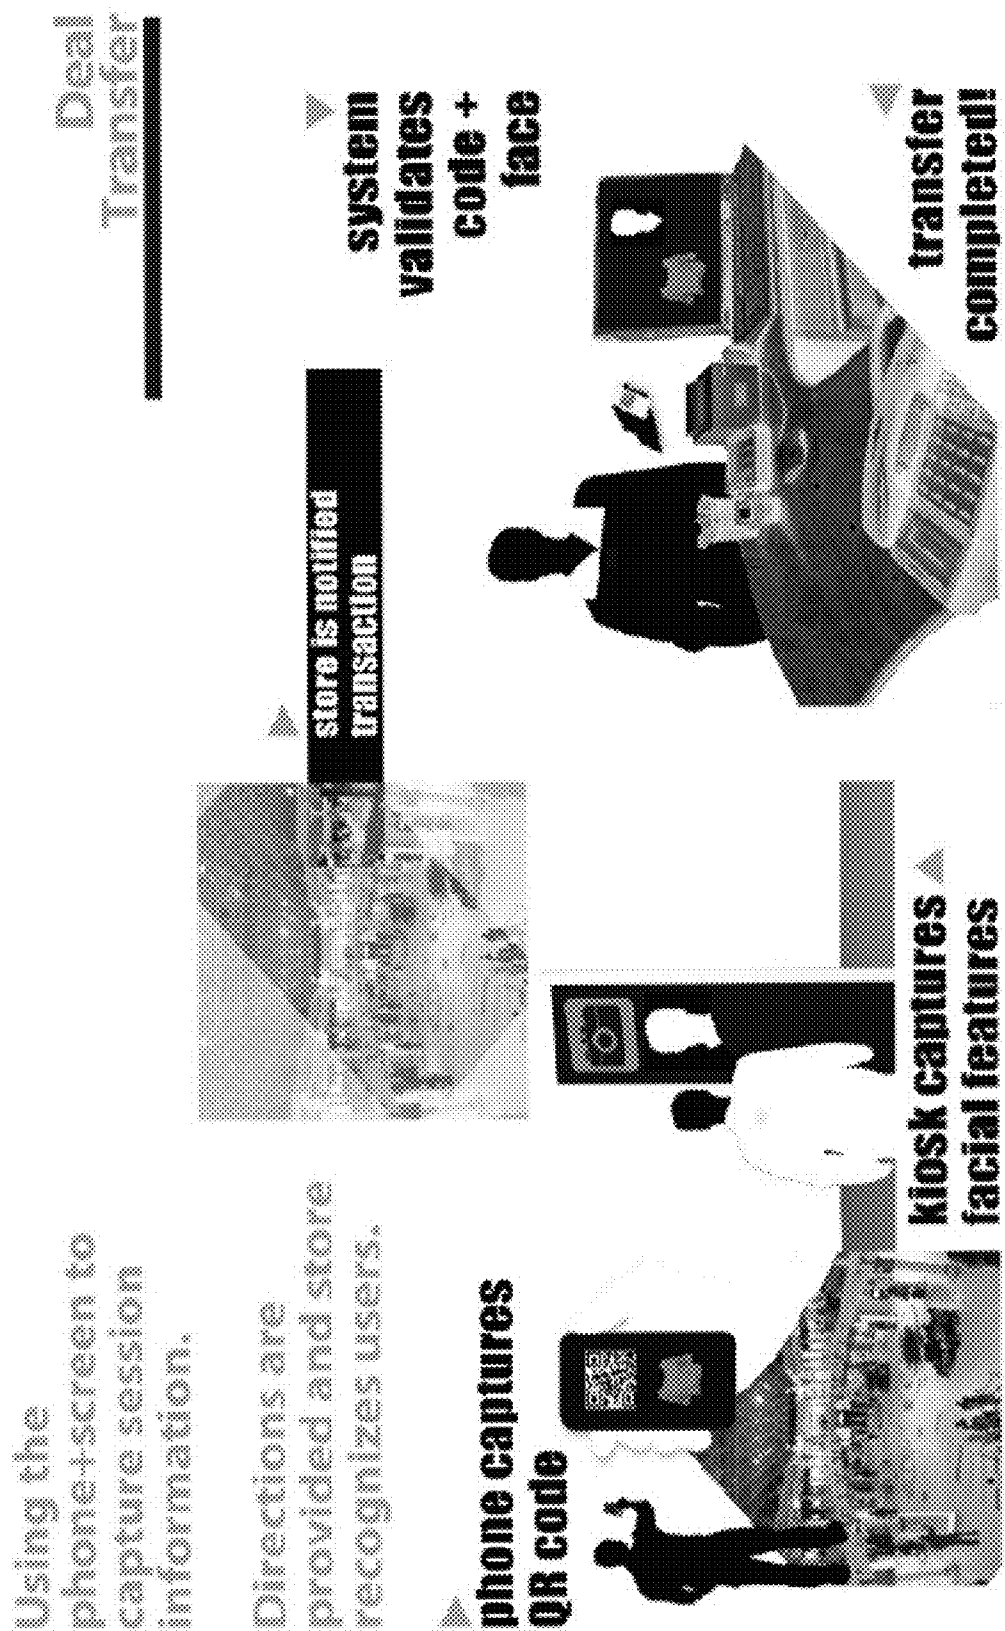 Deal
Transfer
Using the
phone+screen to
capture session
information.
Directions are
provided and store
recognizes users.
phone captures
QR code
kiosk captures
facial features
store is notified
transaction
system
validates
code +
face
transfer
completed!